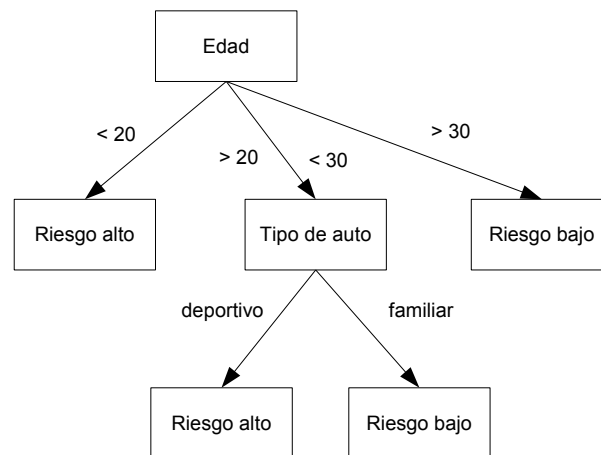 Edad
< 20
> 20
< 30
> 30
Riesgo alto
Tipo de auto
Riesgo bajo
deportivo
familiar
Riesgo alto
Riesgo bajo